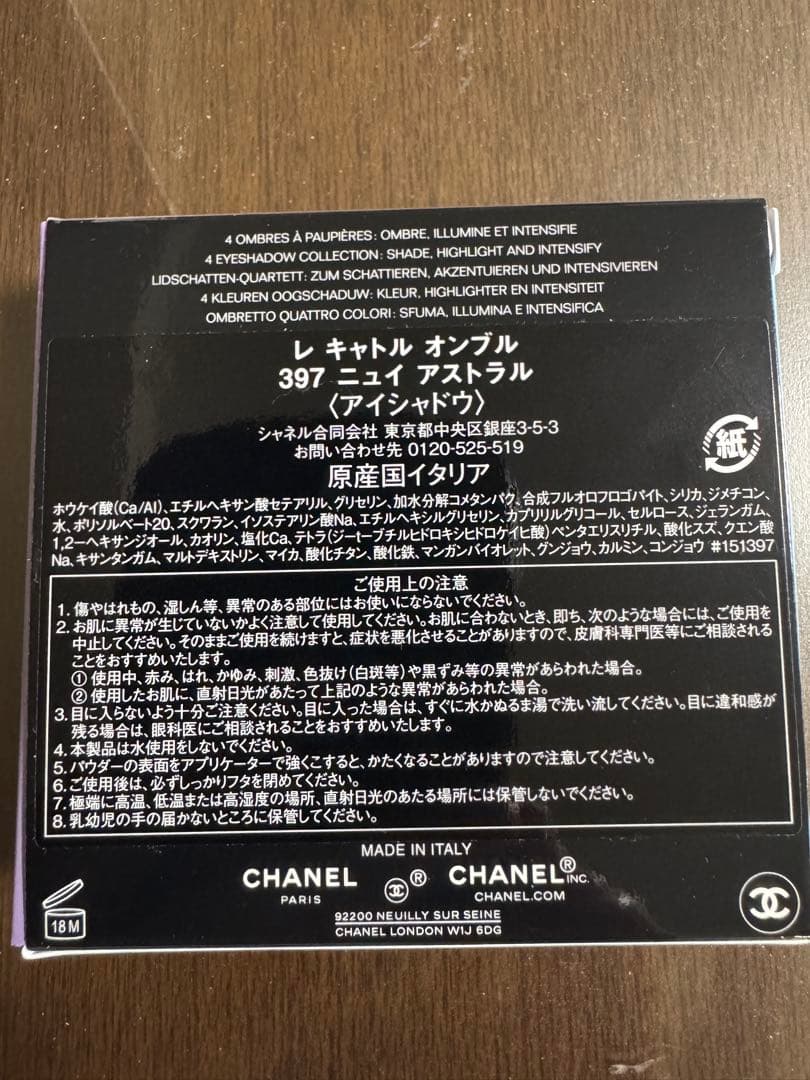 4 OMBRES À PAUPIÈRES: OMBRE, ILLUMINE ET INTENSIFIE
4 EYESHADOW COLLECTION: SHADE, HIGHLIGHT AND INTENSIFY
LIDSCHATTEN-QUARTETT: ZUM SCHATTIEREN, AKZENTUIEREN UND INTENSIVIEREN
4 KLEUREN OOGSCHADUW: KLEUR, HIGHLIGHTER EN INTENSITEIT
OMBRETTO QUATTRO COLORI: SFUMA, ILLUMINA E INTENSIFICA
レ キャトル オンブル
397 ニュイ アストラル
〈アイシャドウ〉
シャネル合同会社 東京都中央区銀座3-5-3
お問い合わせ先 0120-525-519
原産国イタリア
紙
ホウケイ酸(Ca/Al)、エチルヘキサン酸セテアリル、グリセリン、加水分解コメタンパク、合成フルオロフロゴパイト、シリカ、ジメチコン、
水、ポリソルベート20、スクワラン、イソステアリン酸Na、エチルヘキシルグリセリン、カプリリルグリコール、セルロース、ジェランガム、
1,2-ヘキサンジオール、カオリン、塩化Ca、テトラ(ジ-t-ブチルヒドロキシヒドロケイヒ酸)ペンタエリスリチル、酸化スズ、クエン酸
Na、キサンタンガム、マルトデキストリン、マイカ、酸化チタン、酸化鉄、マンガンバイオレット、グンジョウ、カルミン、コンジョウ #151397
ご使用上の注意
1. 傷やはれもの、湿しん等、異常のある部位にはお使いにならないでください。
2. お肌に異常が生じていないかよく注意して使用してください。お肌に合わないとき、即ち、次のような場合には、ご使用を
中止してください。そのままご使用を続けますと、症状を悪化させることがありますので、皮膚科専門医等にご相談される
ことをおすすめいたします。
① 使用中、赤み、はれ、かゆみ、刺激、色抜け(白斑等)や黒ずみ等の異常があらわれた場合。
② 使用したお肌に、直射日光があたって上記のような異常があらわれた場合。
3. 目に入らないよう十分ご注意ください。目に入った場合は、すぐに水かぬるま湯で洗い流してください。目に違和感が
残る場合は、眼科医にご相談されることをおすすめいたします。
4. 本製品は水使用をしないでください。
5. パウダーの表面をアプリケーターで強くこすると、かたくなることがありますので注意してください。
6. ご使用後は、必ずしっかりフタを閉めてください。
7. 極端に高温、低温または高湿度の場所、直射日光のあたる場所には保管しないでください。
8. 乳幼児の手の届かないところに保管してください。
MADE IN ITALY
CHANEL ® CHANEL® INC.
PARIS CHANEL.COM
18 M
92200 NEUILLY SUR SEINE
CHANEL LONDON W1J 6DG